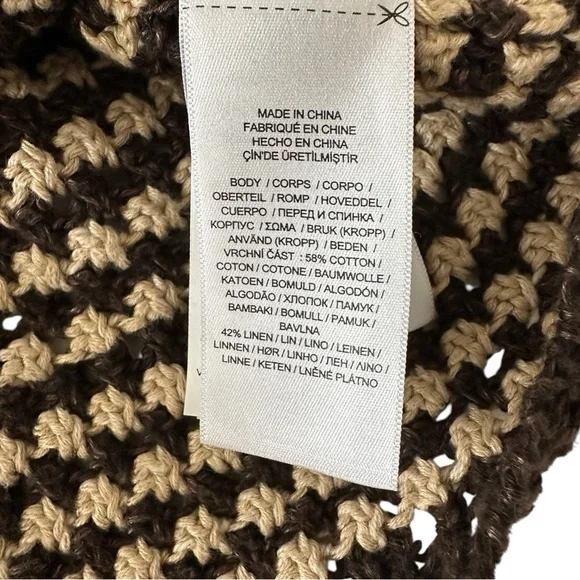 MADE IN CHINA
FABRIQUÉ EN CHINE
HECHO EN CHINA
ÇİN'DE ÜRETİLMİŞTİR
BODY / CORPS / CORPO /
OBERTEIL / ROMP / HOVEDDEL /
CUERPO / ПЕРЕД И СПИНКА /
КОРПУС / ΣΩΜΑ / BRUK (KROPP) /
ANVÄND (KROPP) / BEDEN /
VRCHNÍ ČÁST : 58% COTTON /
COTON / COTONE / BAUMWOLLE /
KATOEN / BOMULD / ALGODÓN /
ALGODÃO / ХЛОПОК / ПАМУК /
ΒΑΜΒΑΚΙ / BOMULL / PAMUK /
BAVLNA
42% LINEN / LIN / LINO / LEINEN /
LINNEN / HØR / LINHO / ЛЕН / ΛΙΝΟ /
LINNE / KETEN / LNĚNÉ PLÁTNO